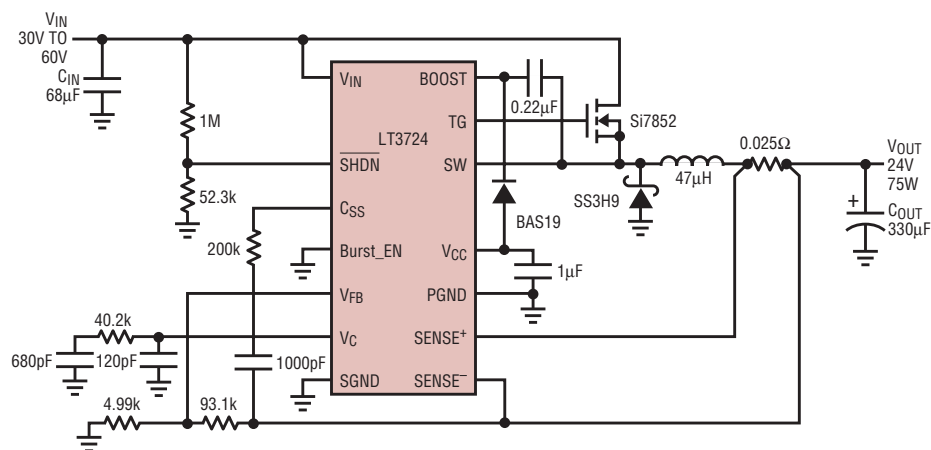 VIN
30V TO
60V
CIN
68µF
1M
52.3k
200k
40.2k
680pF
120pF
1000pF
4.99k
93.1k
VIN
SHDN
CSS
Burst_EN
VFB
VC
SGND
LT3724
BOOST
TG
SW
VCC
PGND
SENSE+
SENSE−
0.22µF
Si7852
BAS19
1µF
SS3H9
47µH
0.025Ω
VOUT
24V
75W
+
COUT
330µF